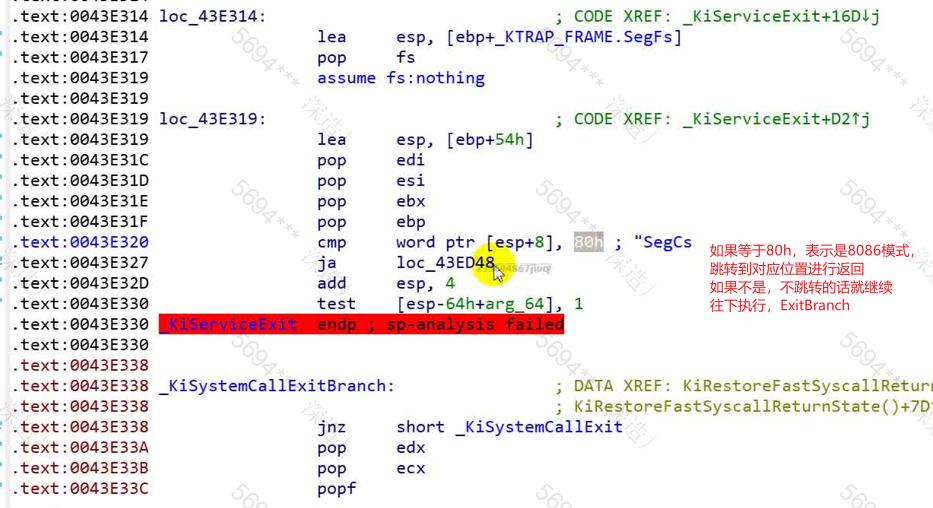 .text:0043E314 loc_43E314: ; CODE XREF: _KiServiceExit+16D↓j
.text:0043E314 lea esp, [ebp+_KTRAP_FRAME.SegFs]
.text:0043E317 pop fs
.text:0043E319 assume fs:nothing
.text:0043E319
.text:0043E319 loc_43E319: ; CODE XREF: _KiServiceExit+D2↑j
.text:0043E319 lea esp, [ebp+54h]
.text:0043E31C pop edi
.text:0043E31D pop esi
.text:0043E31E pop ebx
.text:0043E31F pop ebp
.text:0043E320 cmp word ptr [esp+8], 80h ; "SegCs
.text:0043E327 ja loc_43ED48
.text:0043E32D add esp, 4
.text:0043E330 test [esp-64h+arg_64], 1
.text:0043E330 _KiServiceExit endp ; sp-analysis failed
.text:0043E330
.text:0043E338
.text:0043E338 _KiSystemCallExitBranch: ; DATA XREF: KiRestoreFastSyscallReturn
.text:0043E338 ; KiRestoreFastSyscallReturnState()+7D↑
.text:0043E338 jnz short _KiSystemCallExit
.text:0043E33A pop edx
.text:0043E33B pop ecx
.text:0043E33C popf
如果等于80h，表示是8086模式，
跳转到对应位置进行返回
如果不是，不跳转的话就继续
往下执行，ExitBranch
5694***
深造丿